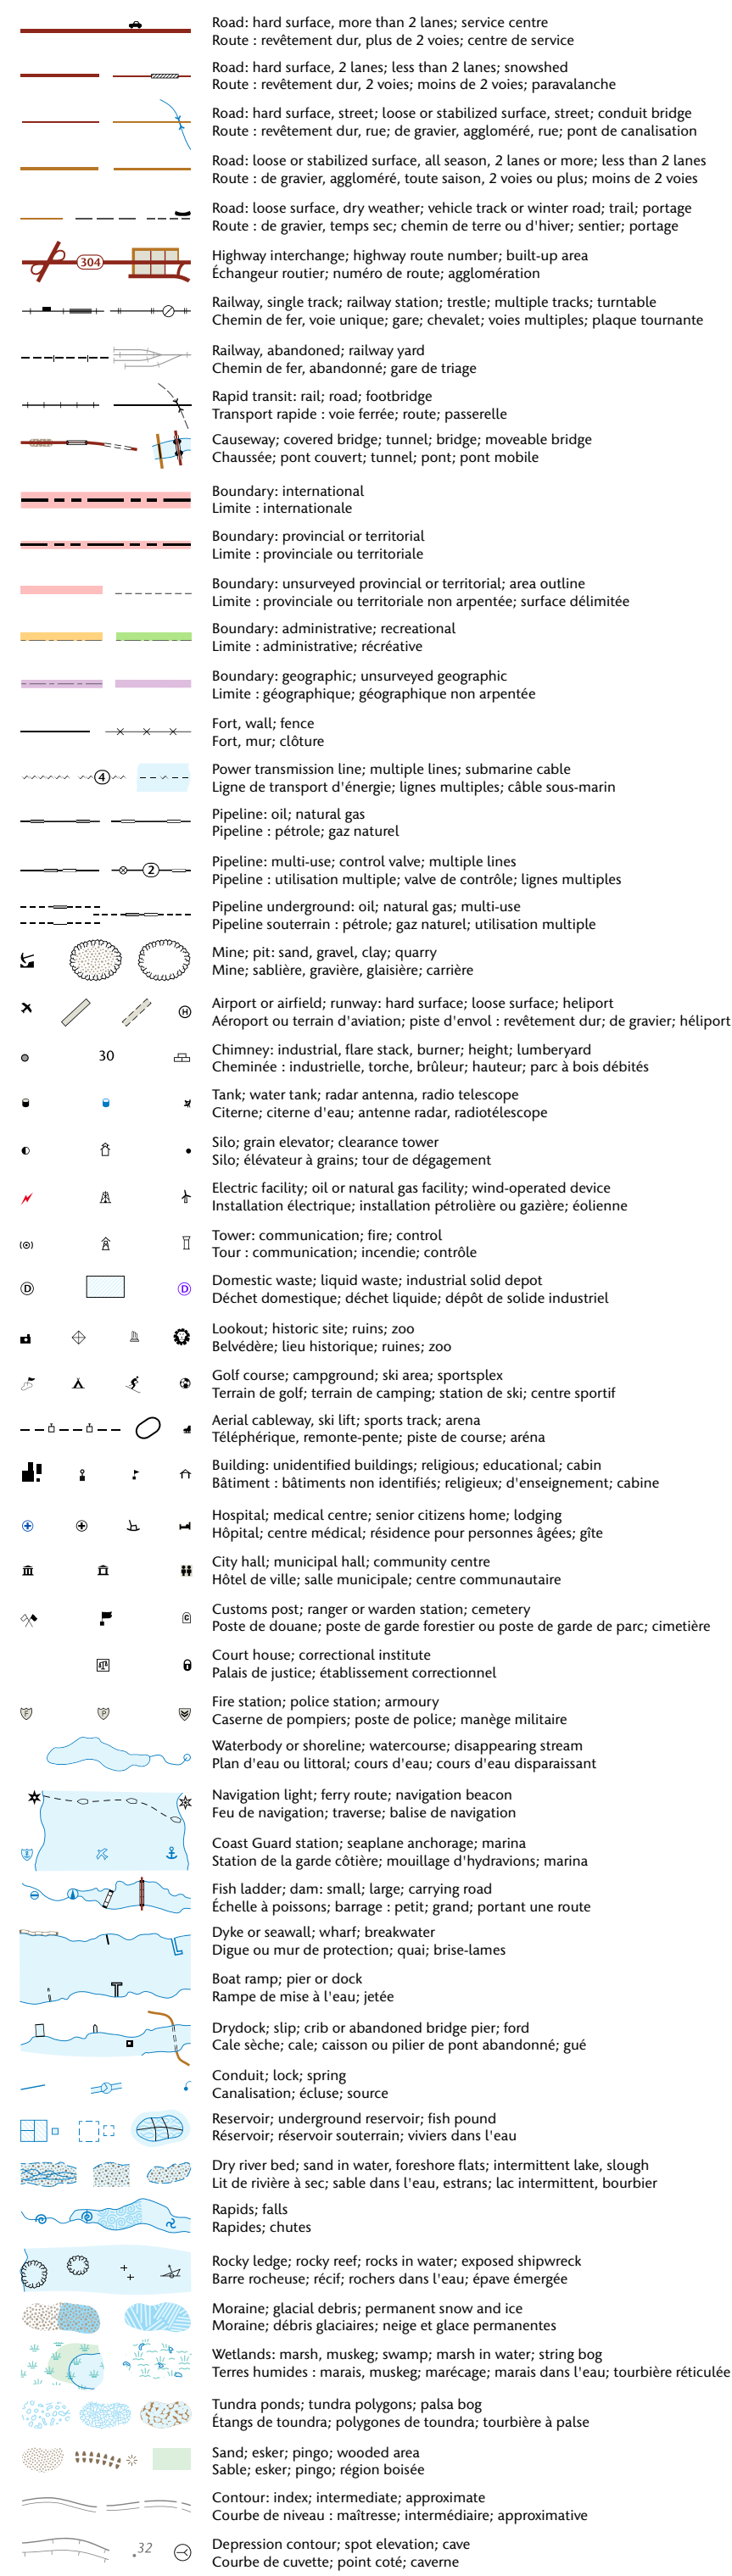 Road: hard surface, more than 2 lanes; service centre
Route : revêtement dur, plus de 2 voies; centre de service
Road: hard surface, 2 lanes; less than 2 lanes; snowshed
Route : revêtement dur, 2 voies; moins de 2 voies; paravalanche
Road: hard surface, street; loose or stabilized surface, street; conduit bridge
Route : revêtement dur, rue; de gravier, aggloméré, rue; pont de canalisation
Road: loose or stabilized surface, all season, 2 lanes or more; less than 2 lanes
Route : de gravier, aggloméré, toute saison, 2 voies ou plus; moins de 2 voies
Road: loose surface, dry weather; vehicle track or winter road; trail; portage
Route : de gravier, temps sec; chemin de terre ou d'hiver; sentier; portage
304
Highway interchange; highway route number; built-up area
Échangeur routier; numéro de route; agglomération
Railway, single track; railway station; trestle; multiple tracks; turntable
Chemin de fer, voie unique; gare; chevalet; voies multiples; plaque tournante
Railway, abandoned; railway yard
Chemin de fer, abandonné; gare de triage
Rapid transit: rail; road; footbridge
Transport rapide : voie ferrée; route; passerelle
Causeway; covered bridge; tunnel; bridge; moveable bridge
Chaussée; pont couvert; tunnel; pont; pont mobile
Boundary: international
Limite : internationale
Boundary: provincial or territorial
Limite : provinciale ou territoriale
Boundary: unsurveyed provincial or territorial; area outline
Limite : provinciale ou territoriale non arpentée; surface délimitée
Boundary: administrative; recreational
Limite : administrative; récréative
Boundary: geographic; unsurveyed geographic
Limite : géographique; géographique non arpentée
Fort, wall; fence
Fort, mur; clôture
4
Power transmission line; multiple lines; submarine cable
Ligne de transport d'énergie; lignes multiples; câble sous-marin
Pipeline: oil; natural gas
Pipeline : pétrole; gaz naturel
2
Pipeline: multi-use; control valve; multiple lines
Pipeline : utilisation multiple; valve de contrôle; lignes multiples
Pipeline underground: oil; natural gas; multi-use
Pipeline souterrain : pétrole; gaz naturel; utilisation multiple
Mine; pit: sand, gravel, clay; quarry
Mine; sablière, gravière, glaisière; carrière
H
Airport or airfield; runway: hard surface; loose surface; heliport
Aéroport ou terrain d'aviation; piste d'envol : revêtement dur; de gravier; héliport
30
Chimney: industrial, flare stack, burner; height; lumberyard
Cheminée : industrielle, torche, brûleur; hauteur; parc à bois débités
Tank; water tank; radar antenna, radio telescope
Citerne; citerne d'eau; antenne radar, radiotélescope
Silo; grain elevator; clearance tower
Silo; élévateur à grains; tour de dégagement
Electric facility; oil or natural gas facility; wind-operated device
Installation électrique; installation pétrolière ou gazière; éolienne
Tower: communication; fire; control
Tour : communication; incendie; contrôle
D D
Domestic waste; liquid waste; industrial solid depot
Déchet domestique; déchet liquide; dépôt de solide industriel
Lookout; historic site; ruins; zoo
Belvédère; lieu historique; ruines; zoo
Golf course; campground; ski area; sportsplex
Terrain de golf; terrain de camping; station de ski; centre sportif
Aerial cableway, ski lift; sports track; arena
Téléphérique, remonte-pente; piste de course; aréna
Building: unidentified buildings; religious; educational; cabin
Bâtiment : bâtiments non identifiés; religieux; d'enseignement; cabine
Hospital; medical centre; senior citizens home; lodging
Hôpital; centre médical; résidence pour personnes âgées; gîte
City hall; municipal hall; community centre
Hôtel de ville; salle municipale; centre communautaire
C
Customs post; ranger or warden station; cemetery
Poste de douane; poste de garde forestier ou poste de garde de parc; cimetière
Court house; correctional institute
Palais de justice; établissement correctionnel
F P
Fire station; police station; armoury
Caserne de pompiers; poste de police; manège militaire
Waterbody or shoreline; watercourse; disappearing stream
Plan d'eau ou littoral; cours d'eau; cours d'eau disparaissant
Navigation light; ferry route; navigation beacon
Feu de navigation; traverse; balise de navigation
Coast Guard station; seaplane anchorage; marina
Station de la garde côtière; mouillage d'hydravions; marina
Fish ladder; dam: small; large; carrying road
Échelle à poissons; barrage : petit; grand; portant une route
Dyke or seawall; wharf; breakwater
Digue ou mur de protection; quai; brise-lames
Boat ramp; pier or dock
Rampe de mise à l'eau; jetée
Drydock; slip; crib or abandoned bridge pier; ford
Cale sèche; cale; caisson ou pilier de pont abandonné; gué
Conduit; lock; spring
Canalisation; écluse; source
Reservoir; underground reservoir; fish pound
Réservoir; réservoir souterrain; viviers dans l'eau
Dry river bed; sand in water, foreshore flats; intermittent lake, slough
Lit de rivière à sec; sable dans l'eau, estrans; lac intermittent, bourbier
Rapids; falls
Rapides; chutes
Rocky ledge; rocky reef; rocks in water; exposed shipwreck
Barre rocheuse; récif; rochers dans l'eau; épave émergée
Moraine; glacial debris; permanent snow and ice
Moraine; débris glaciaires; neige et glace permanentes
Wetlands: marsh, muskeg; swamp; marsh in water; string bog
Terres humides : marais, muskeg; marécage; marais dans l'eau; tourbière réticulée
Tundra ponds; tundra polygons; palsa bog
Étangs de toundra; polygones de toundra; tourbière à palse
Sand; esker; pingo; wooded area
Sable; esker; pingo; région boisée
Contour: index; intermediate; approximate
Courbe de niveau : maîtresse; intermédiaire; approximative
.32
Depression contour; spot elevation; cave
Courbe de cuvette; point coté; caverne